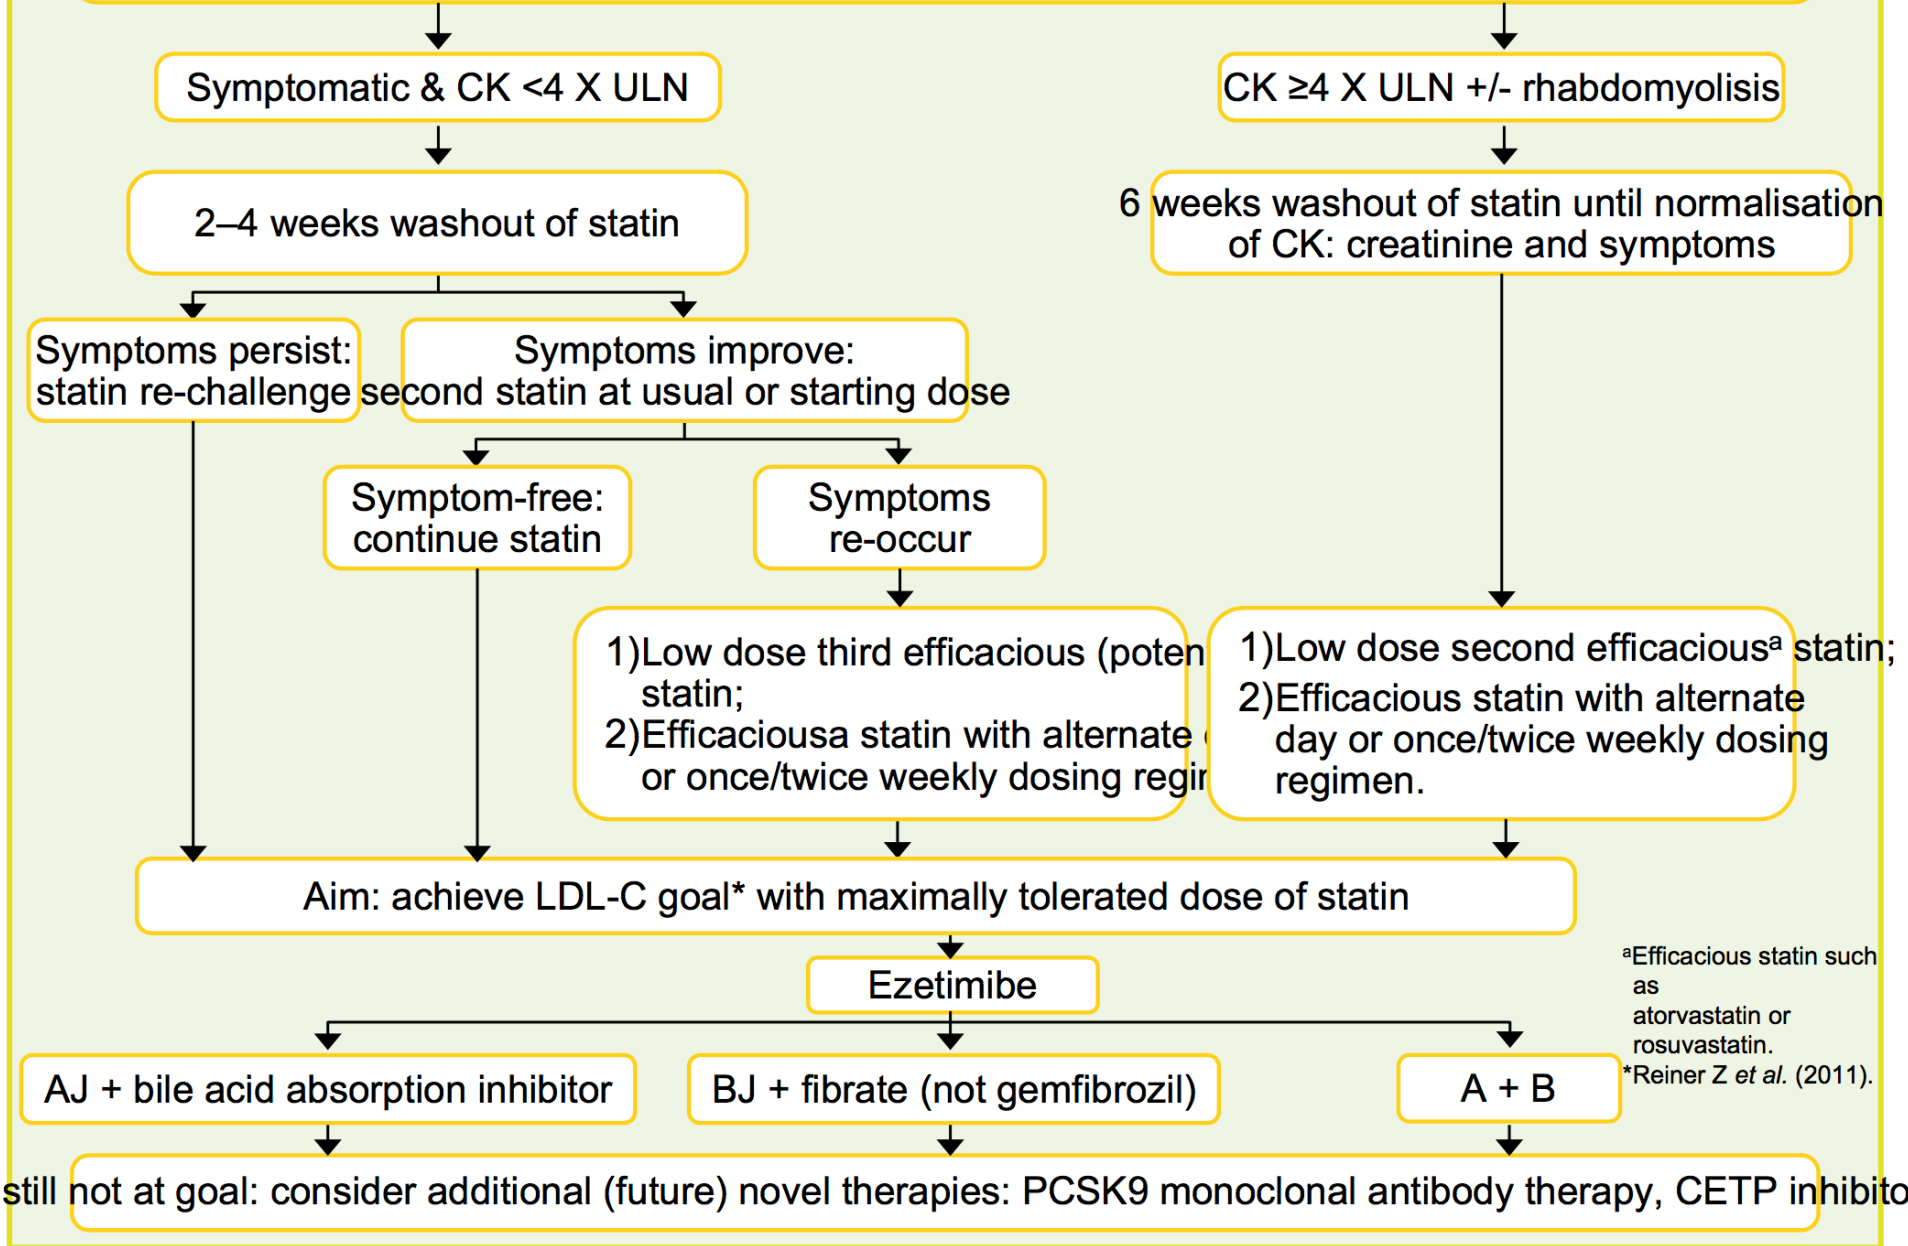 Symptomatic & CK <4 X ULN
CK ≥4 X ULN +/- rhabdomyolisis
2–4 weeks washout of statin
6 weeks washout of statin until normalisation
of CK: creatinine and symptoms
Symptoms persist:
statin re-challenge
Symptoms improve:
second statin at usual or starting dose
Symptom-free:
continue statin
Symptoms
re-occur
1)Low dose third efficacious
statin;
2)Efficaciousa statin with alternate
or once/twice weekly dosing
1)Low dose second efficaciousᵃ statin;
2)Efficacious statin with alternate
day or once/twice weekly dosing
regimen.
Aim: achieve LDL-C goal* with maximally tolerated dose of statin
Ezetimibe
AJ + bile acid absorption inhibitor
BJ + fibrate (not gemfibrozil)
A + B
ᵃEfficacious statin such
as
atorvastatin or
rosuvastatin.
*Reiner Z et al. (2011).
still not at goal: consider additional (future) novel therapies: PCSK9 monoclonal antibody therapy, CETP